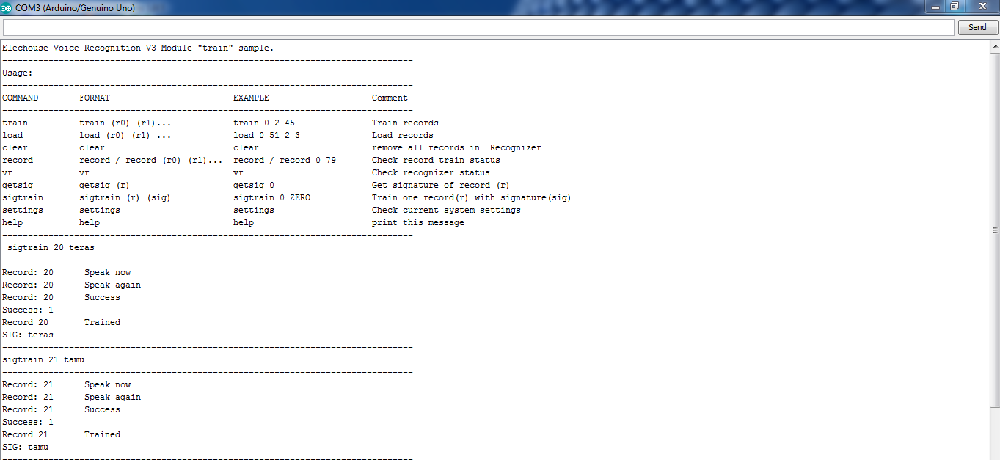 COM3 (Arduino/Genuino Uno)
Send
Elechouse Voice Recognition V3 Module "train" sample.
--------------------------------------------------------------------------------
Usage:
--------------------------------------------------------------------------------
COMMAND        FORMAT                        EXAMPLE                    Comment
--------------------------------------------------------------------------------
train          train (r0) (r1)...            train 0 2 45               Train records
load           load (r0) (r1) ...            load 0 51 2 3              Load records
clear          clear                         clear                      remove all records in  Recognizer
record         record / record (r0) (r1)...  record / record 0 79       Check record train status
vr             vr                            vr                         Check recognizer status
getsig         getsig (r)                    getsig 0                   Get signature of record (r)
sigtrain       sigtrain (r) (sig)            sigtrain 0 ZERO            Train one record(r) with signature(sig)
settings       settings                      settings                   Check current system settings
help           help                          help                       print this message
--------------------------------------------------------------------------------
 sigtrain 20 teras
--------------------------------------------------------------------------------
Record: 20      Speak now
Record: 20      Speak again
Record: 20      Success
Success: 1
Record 20       Trained
SIG: teras
--------------------------------------------------------------------------------
sigtrain 21 tamu
--------------------------------------------------------------------------------
Record: 21      Speak now
Record: 21      Speak again
Record: 21      Success
Success: 1
Record 21       Trained
SIG: tamu
--------------------------------------------------------------------------------